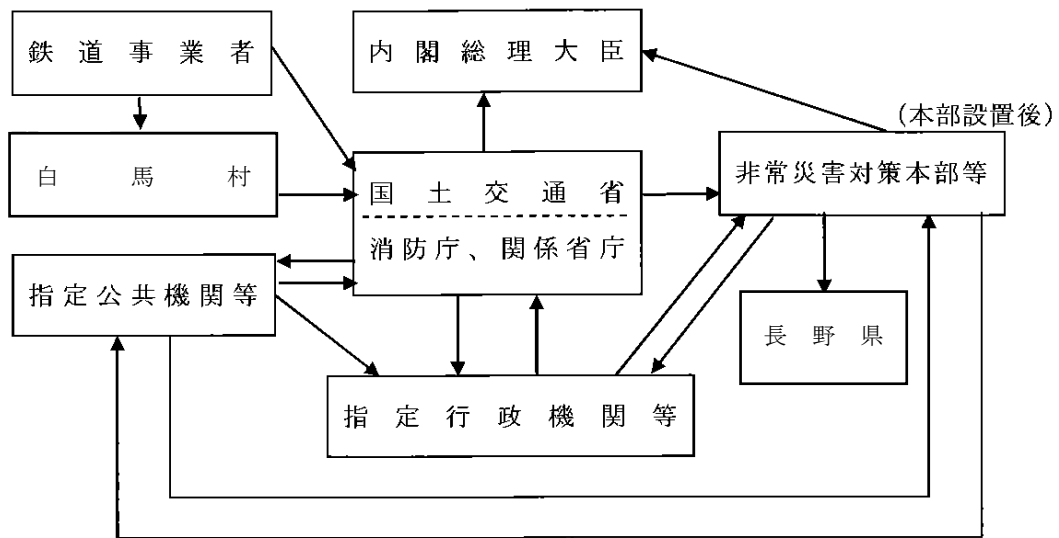 鉄道事業者
内閣総理大臣
(本部設置後)
白馬村
国土交通省
消防庁、関係省庁
非常災害対策本部等
指定公共機関等
長野県
指定行政機関等